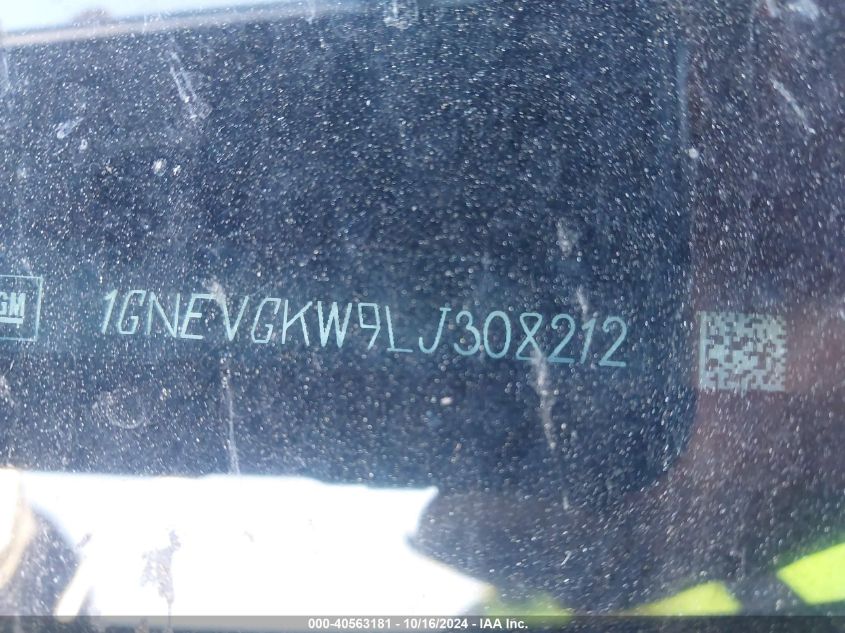 GM 1GNEVGKW9LJ308212
000-40563181 - 10/16/2024 - IAA Inc.